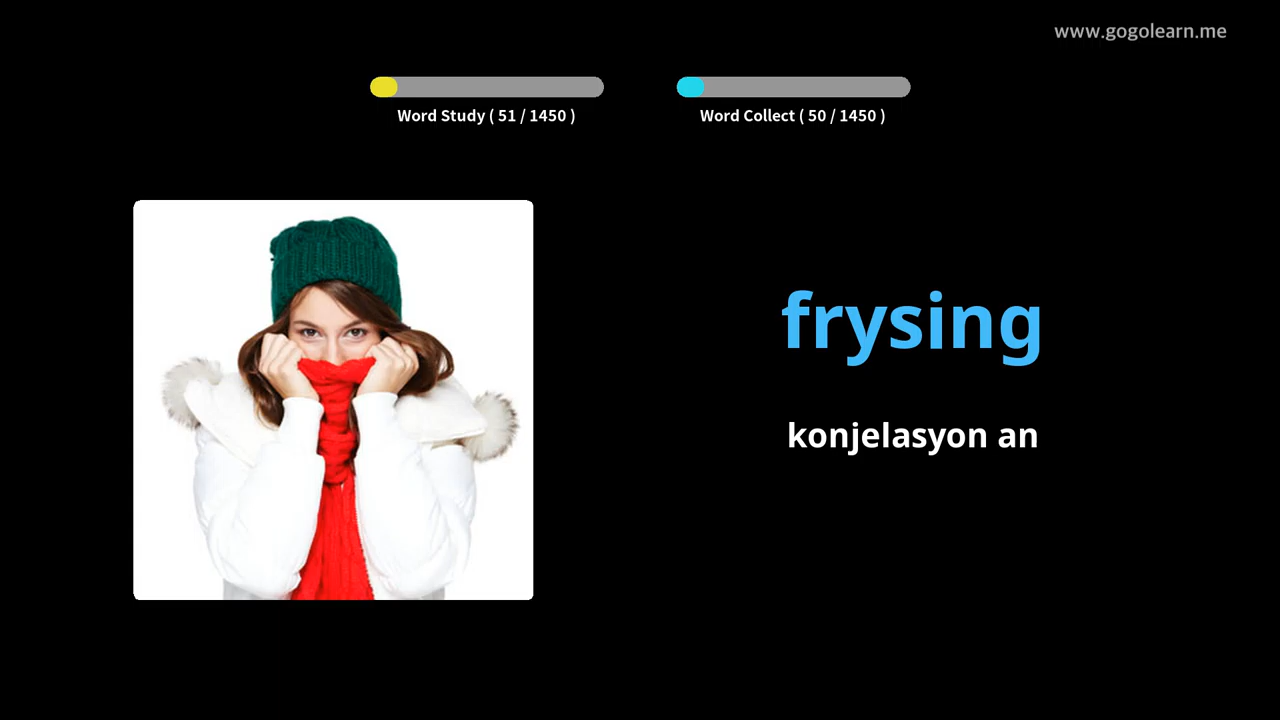 www.gogolearn.me
Word Study ( 51 / 1450 )
Word Collect ( 50 / 1450 )
frysing
konjelasyon an